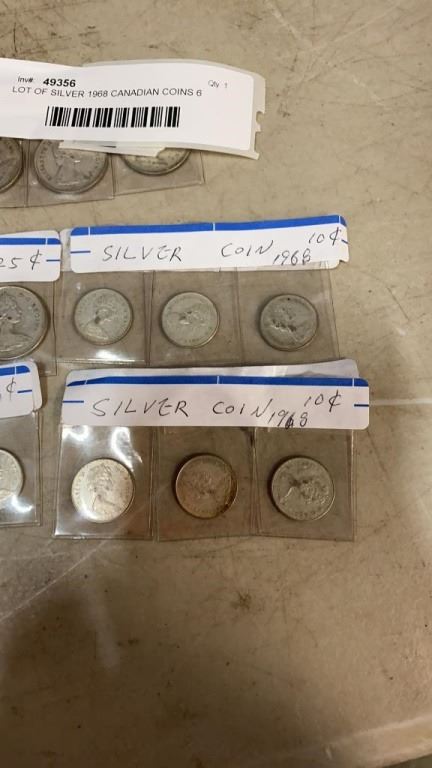 Inv#. 49356 Qty 1
LOT OF SILVER 1968 CANADIAN COINS 6
25¢
SILVER COIN 1968 10¢
¢
SILVER COIN 1968 10¢